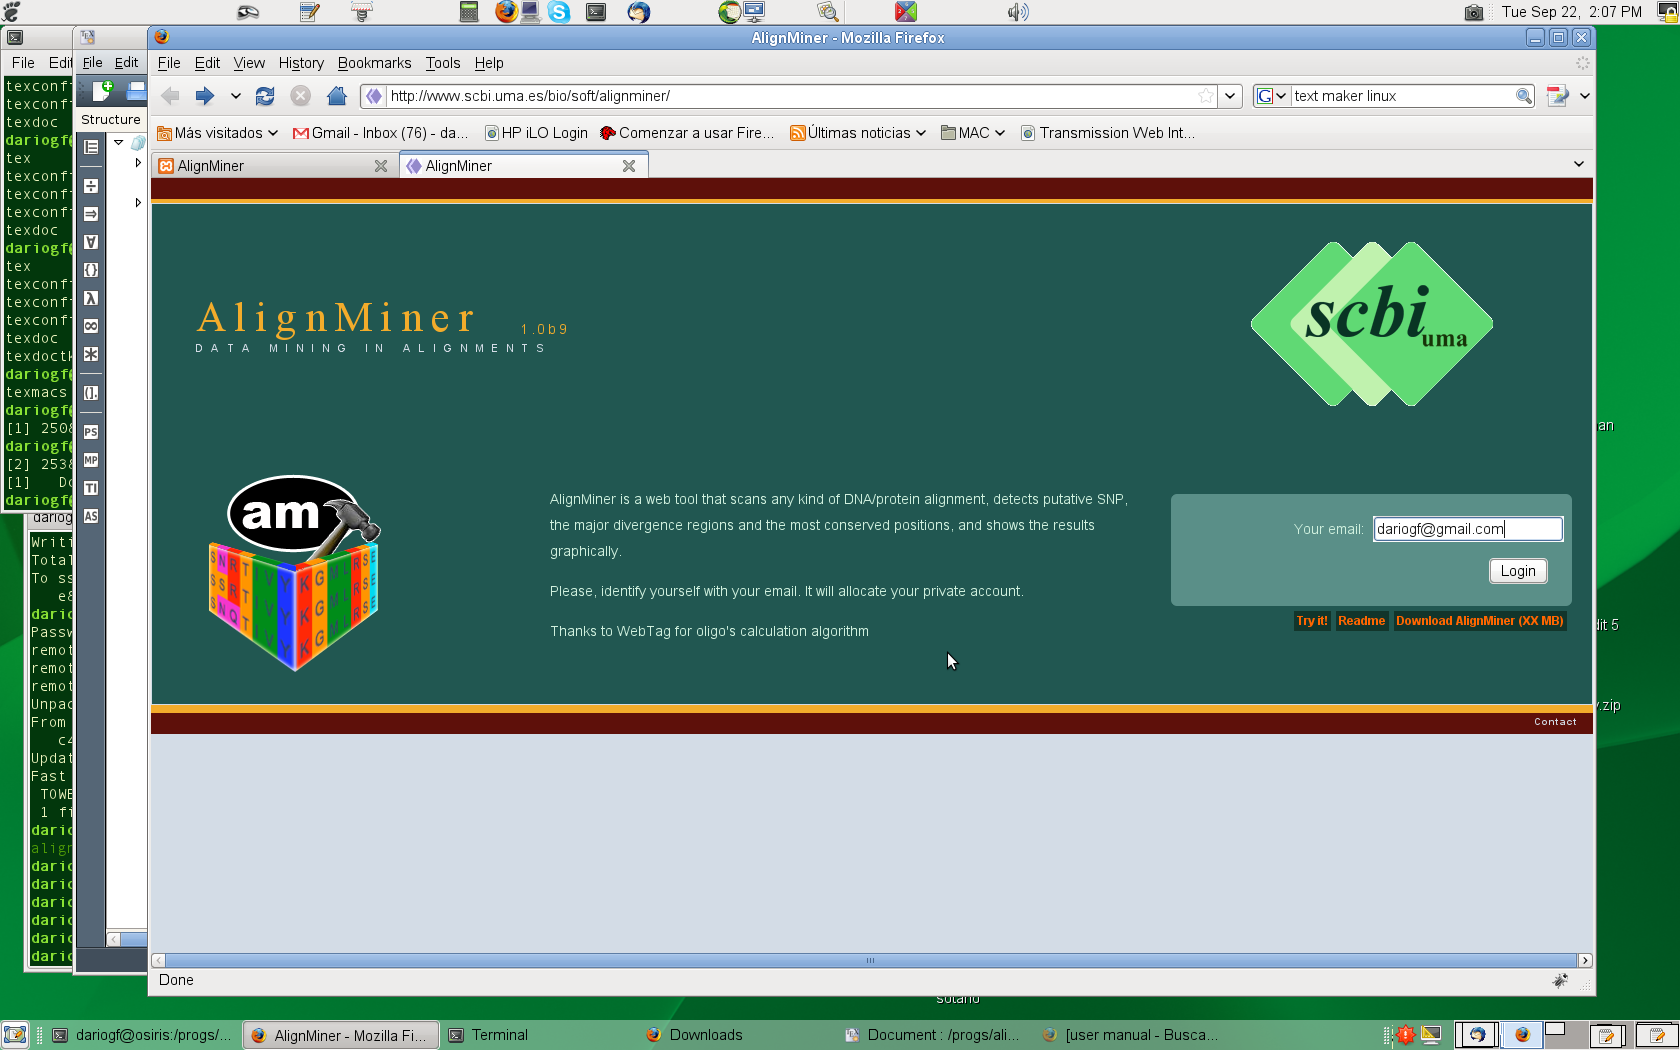 Tue Sep 22, 2:07 PM
AlignMiner - Mozilla Firefox
File Edit View History Bookmarks Tools Help
http://www.scbi.uma.es/bio/soft/alignminer/
text maker linux
Más visitados
Gmail - Inbox (76) - da...
HP iLO Login
Comenzar a usar Fire...
Últimas noticias
MAC
Transmission Web Int...
AlignMiner
AlignMiner
AlignMiner 1.0b9
DATA MINING IN ALIGNMENTS
scbi
uma
am
AlignMiner is a web tool that scans any kind of DNA/protein alignment, detects putative SNP,
the major divergence regions and the most conserved positions, and shows the results
graphically.
Please, identify yourself with your email. It will allocate your private account.
Thanks to WebTag for oligo's calculation algorithm
Your email: dariogf@gmail.com
Login
Try it! Readme Download AlignMiner (XX MB)
Contact
Done
File Edit
File Edit
Structure
texconf
texconf
texdoc
dariogf
tex
texconf
texconf
texconf
texdoc
dariogf
tex
texconf
texconf
texconf
texdoc
texdoctk
dariogf
texmacs
dariogf
[1] 250
dariogf
[2] 253
[1] Do
dariogf
PS
MP
TI
AS
dariog
Writi
Total
To ss
e
dario
Passw
remot
remot
remot
Unpac
From
c4
Updat
Fast
TOWE
1 fi
dario
align
dario
dario
dario
dario
dario
dario
an
dit 5
.zip
sotano
dariogf@osiris:/progs/...
AlignMiner - Mozilla Fi...
Terminal
Downloads
Document : /progs/ali...
[user manual - Busca...